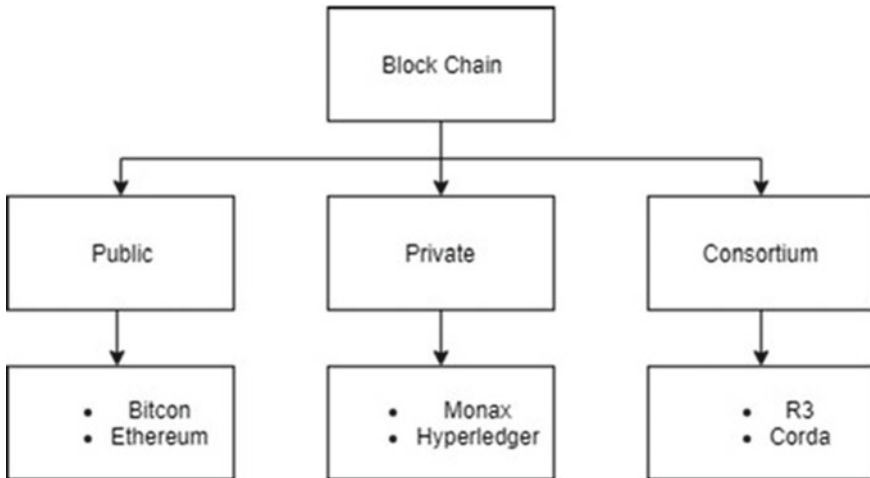 Block Chain
Public
Private
Consortium
• Bitcon
• Ethereum
• Monax
• Hyperledger
• R3
• Corda